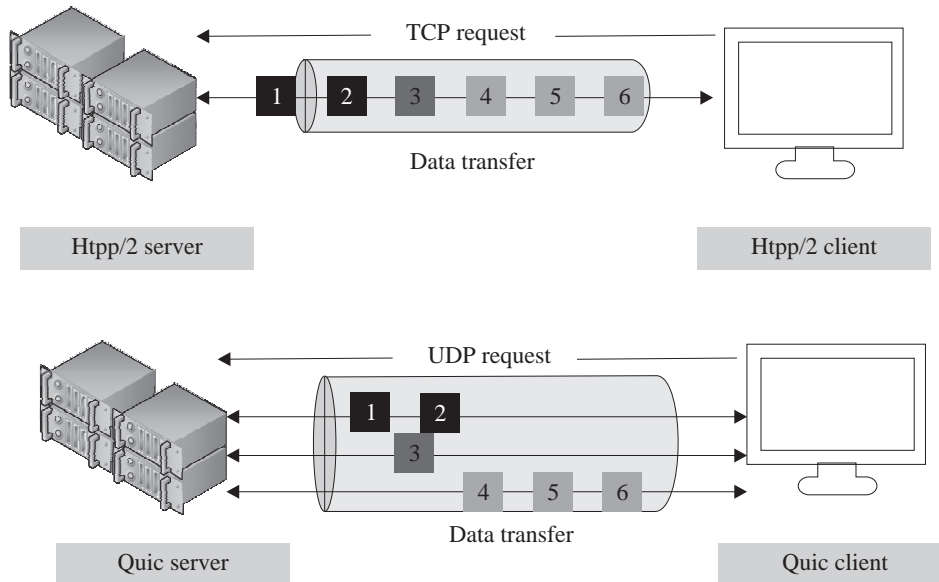 TCP request
1 2 3 4 5 6
Data transfer
Htpp/2 server
Htpp/2 client
UDP request
1 2
3
4 5 6
Data transfer
Quic server
Quic client